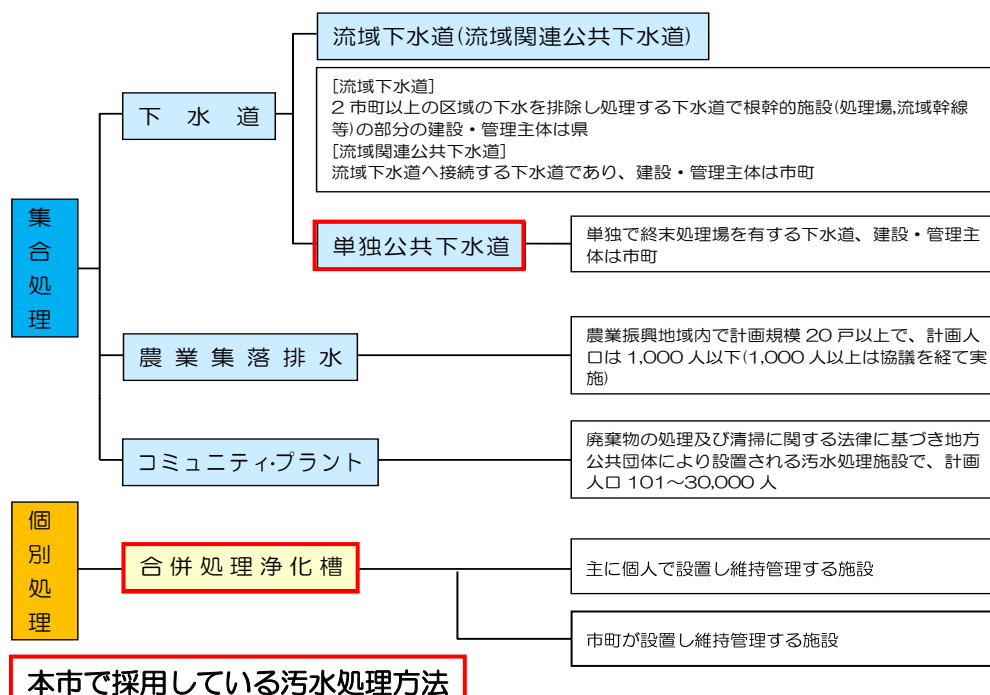 集合処理
下水道
流域下水道(流域関連公共下水道)
[流域下水道]
2市町以上の区域の下水を排除し処理する下水道で根幹的施設(処理場,流域幹線
等)の部分の建設・管理主体は県
[流域関連公共下水道]
流域下水道へ接続する下水道であり、建設・管理主体は市町
単独公共下水道
単独で終末処理場を有する下水道、建設・管理主
体は市町
農業集落排水
農業振興地域内で計画規模 20 戸以上で、計画人
口は 1,000 人以下(1,000 人以上は協議を経て実
施)
コミュニティ・プラント
廃棄物の処理及び清掃に関する法律に基づき地方
公共団体により設置される汚水処理施設で、計画
人口 101～30,000 人
個別処理
合併処理浄化槽
主に個人で設置し維持管理する施設
市町が設置し維持管理する施設
本市で採用している汚水処理方法